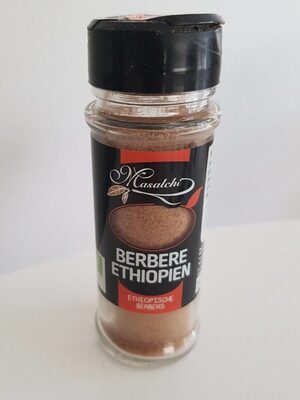 Masalchi
BERBERE
ETHIOPIEN
ETHIOPISCHE
BERBERS